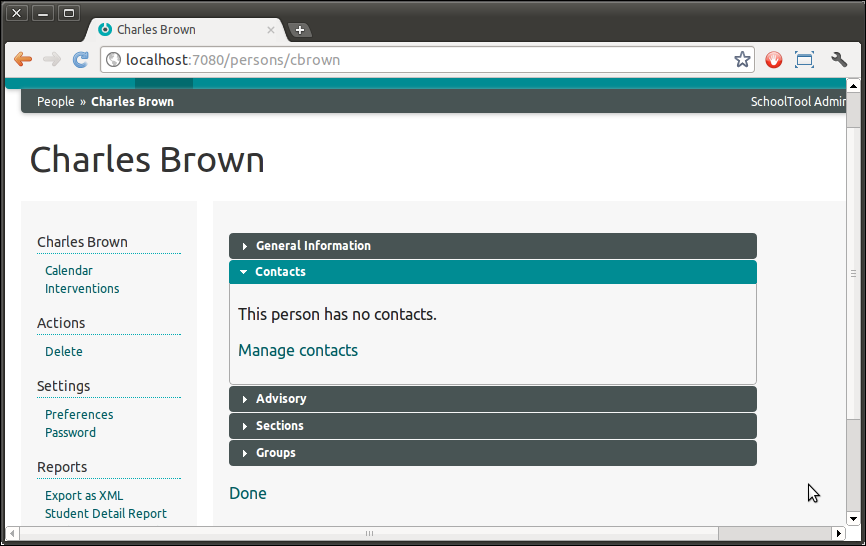 Charles Brown
localhost:7080/persons/cbrown
People » Charles Brown
SchoolTool Admin
Charles Brown
Charles Brown
Calendar
Interventions
Actions
Delete
Settings
Preferences
Password
Reports
Export as XML
Student Detail Report
General Information
Contacts
This person has no contacts.
Manage contacts
Advisory
Sections
Groups
Done